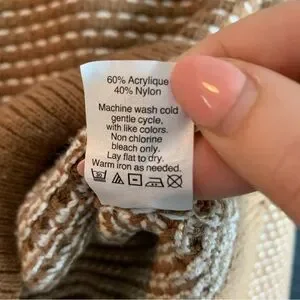 60% Acrylique
40% Nylon
Machine wash cold
gentle cycle,
with like colors.
Non chlorine
bleach only.
Lay flat to dry.
Warm iron as needed.